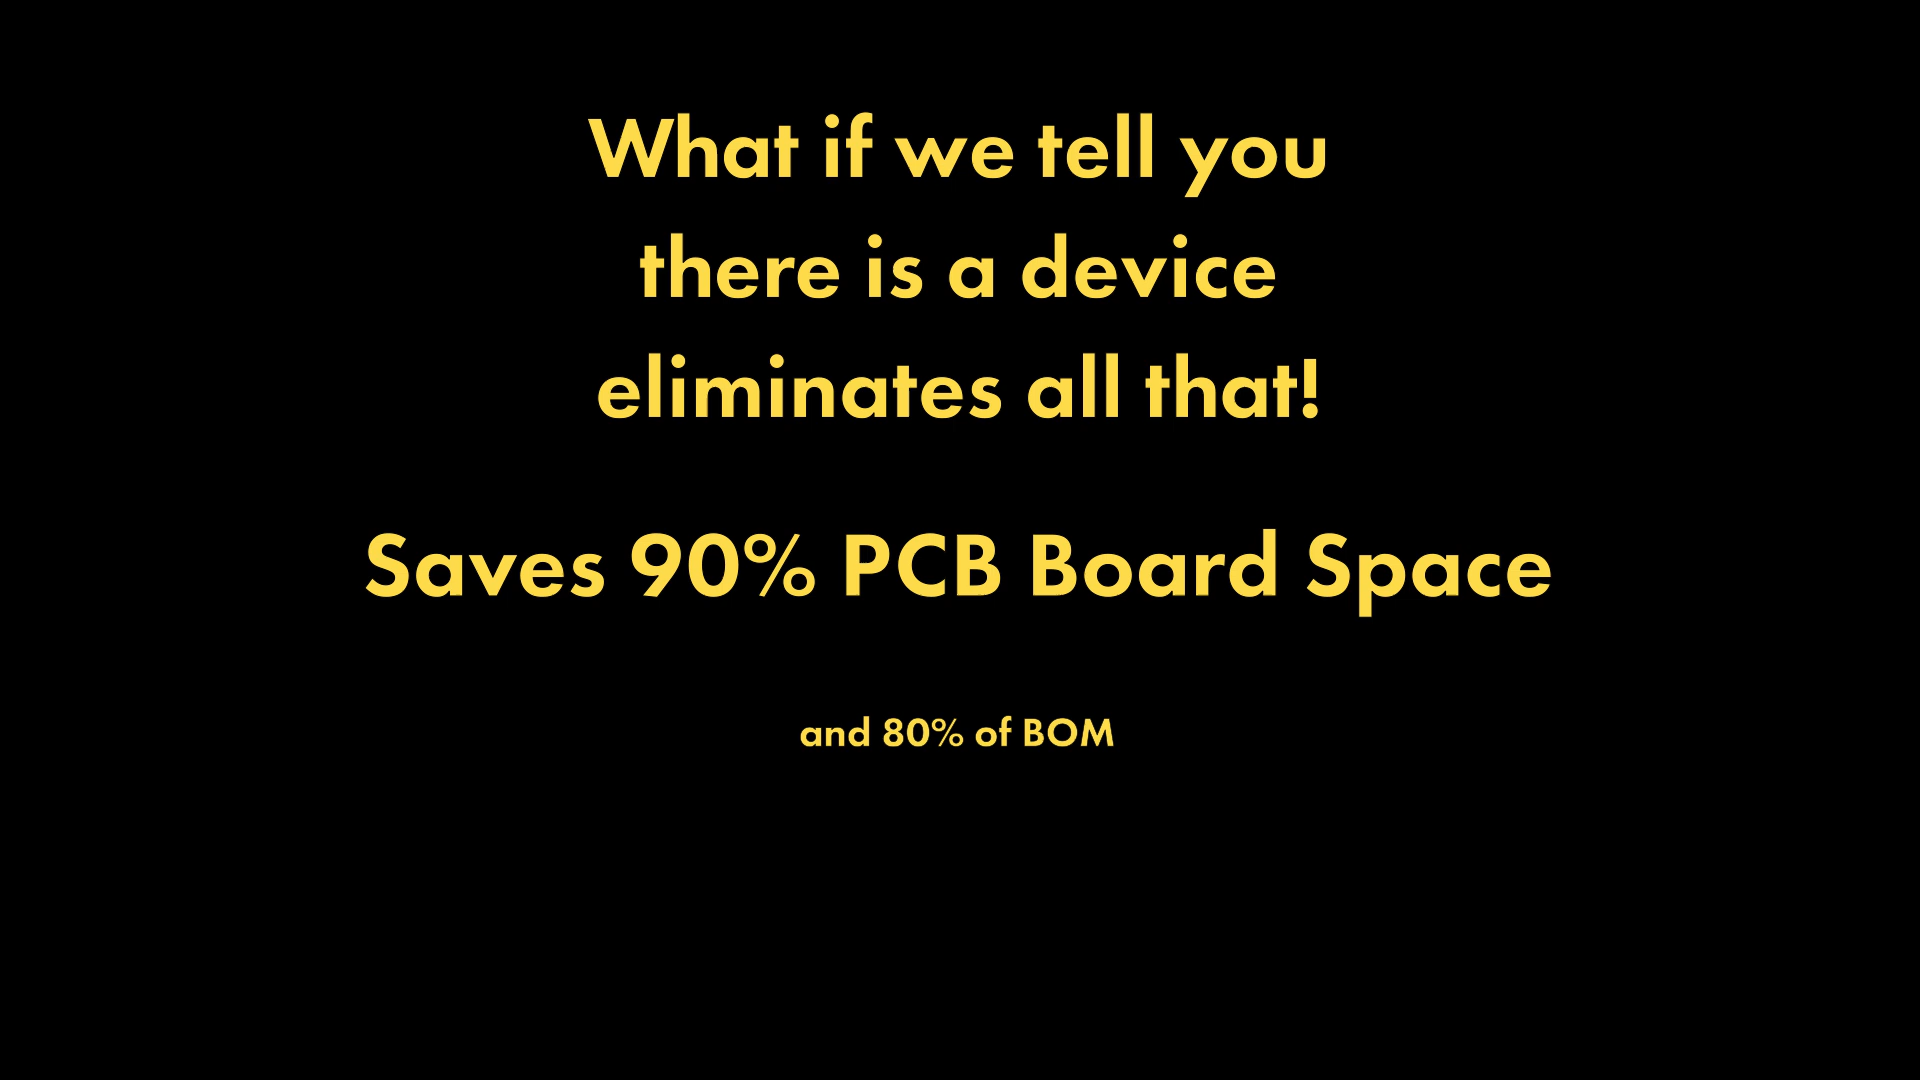 What if we tell you
there is a device
eliminates all that!
Saves 90% PCB Board Space
and 80% of BOM